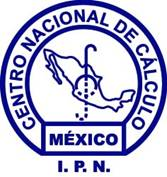 CENTRO NACIONAL DE CÁLCULO
MÉXICO
I. P. N.